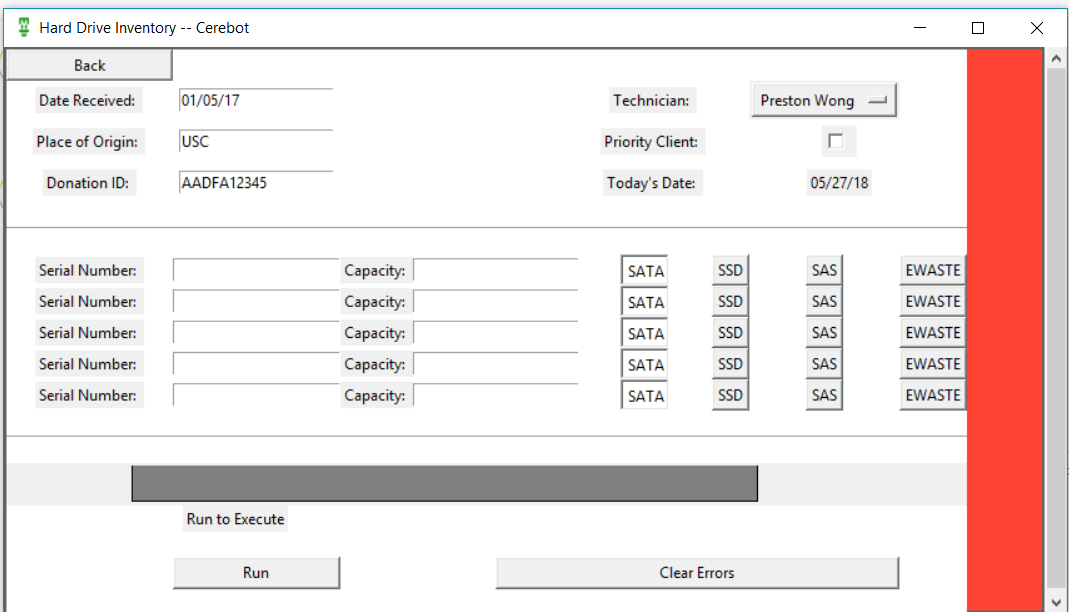 Hard Drive Inventory -- Cerebot
Back
Date Received: 01/05/17 Technician: Preston Wong
Place of Origin: USC Priority Client:
Donation ID: AADFA12345 Today's Date: 05/27/18
Serial Number: Capacity: SATA SSD SAS EWASTE
Serial Number: Capacity: SATA SSD SAS EWASTE
Serial Number: Capacity: SATA SSD SAS EWASTE
Serial Number: Capacity: SATA SSD SAS EWASTE
Serial Number: Capacity: SATA SSD SAS EWASTE
Run to Execute
Run Clear Errors